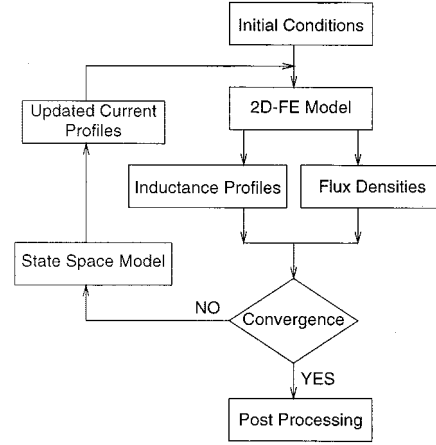 Initial Conditions
2D-FE Model
Updated Current
Profiles
Inductance Profiles
Flux Densities
State Space Model
NO
Convergence
YES
Post Processing